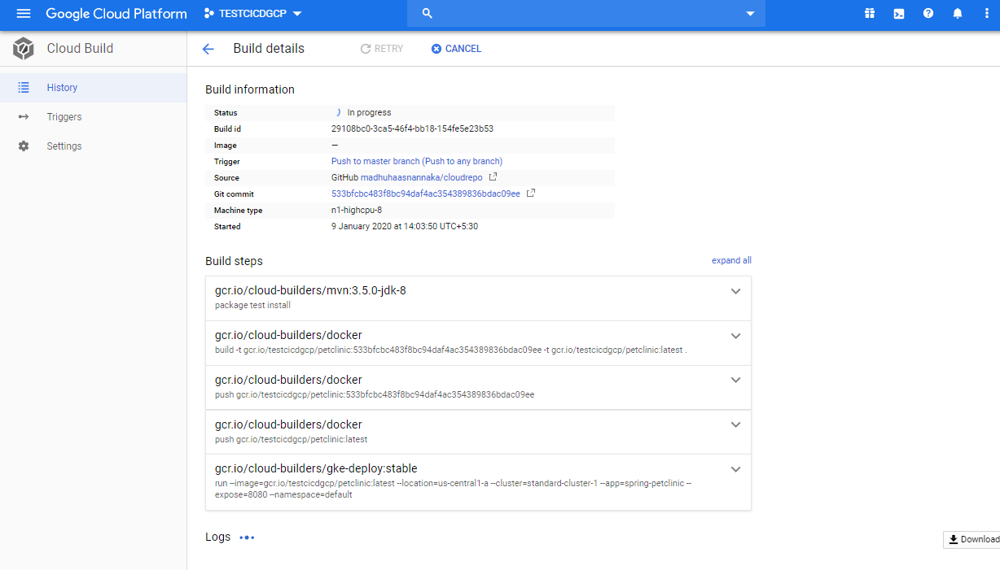 Google Cloud Platform TESTCICDGCP
Cloud Build
Build details RETRY CANCEL
History
Triggers
Settings
Build information
Status In progress
Build id 29108bc0-3ca5-46f4-bb18-154fe5e23b53
Image —
Trigger Push to master branch (Push to any branch)
Source GitHub madhuhaasnannaka/cloudrepo
Git commit 533bfcbc483f8bc94daf4ac354389836bdac09ee
Machine type n1-highcpu-8
Started 9 January 2020 at 14:03:50 UTC+5:30
Build steps expand all
gcr.io/cloud-builders/mvn:3.5.0-jdk-8
package test install
gcr.io/cloud-builders/docker
build -t gcr.io/testcicdgcp/petclinic:533bfcbc483f8bc94daf4ac354389836bdac09ee -t gcr.io/testcicdgcp/petclinic:latest .
gcr.io/cloud-builders/docker
push gcr.io/testcicdgcp/petclinic:533bfcbc483f8bc94daf4ac354389836bdac09ee
gcr.io/cloud-builders/docker
push gcr.io/testcicdgcp/petclinic:latest
gcr.io/cloud-builders/gke-deploy:stable
run --image=gcr.io/testcicdgcp/petclinic:latest --location=us-central1-a --cluster=standard-cluster-1 --app=spring-petclinic --
expose=8080 --namespace=default
Logs
Download